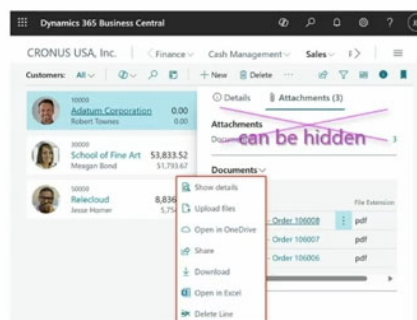 Dynamics 365 Business Central
CRONUS USA, Inc.
Finance
Cash Management
Sales
Customers: All
+ New
Delete
Details
Attachments (3)
10000
Adatum Corporation 0.00
Robert Townes 0.00
Attachments
can be hidden
30000
School of Fine Art 53,833.52
Meagan Bond 51,793.67
Documents
50000
Relecloud
Jesse Homer
Show details
Upload files
Open in OneDrive
Share
Download
Open in Excel
Delete Line
File Extension
- Order 106008 pdf
- Order 106007 pdf
- Order 106006 pdf